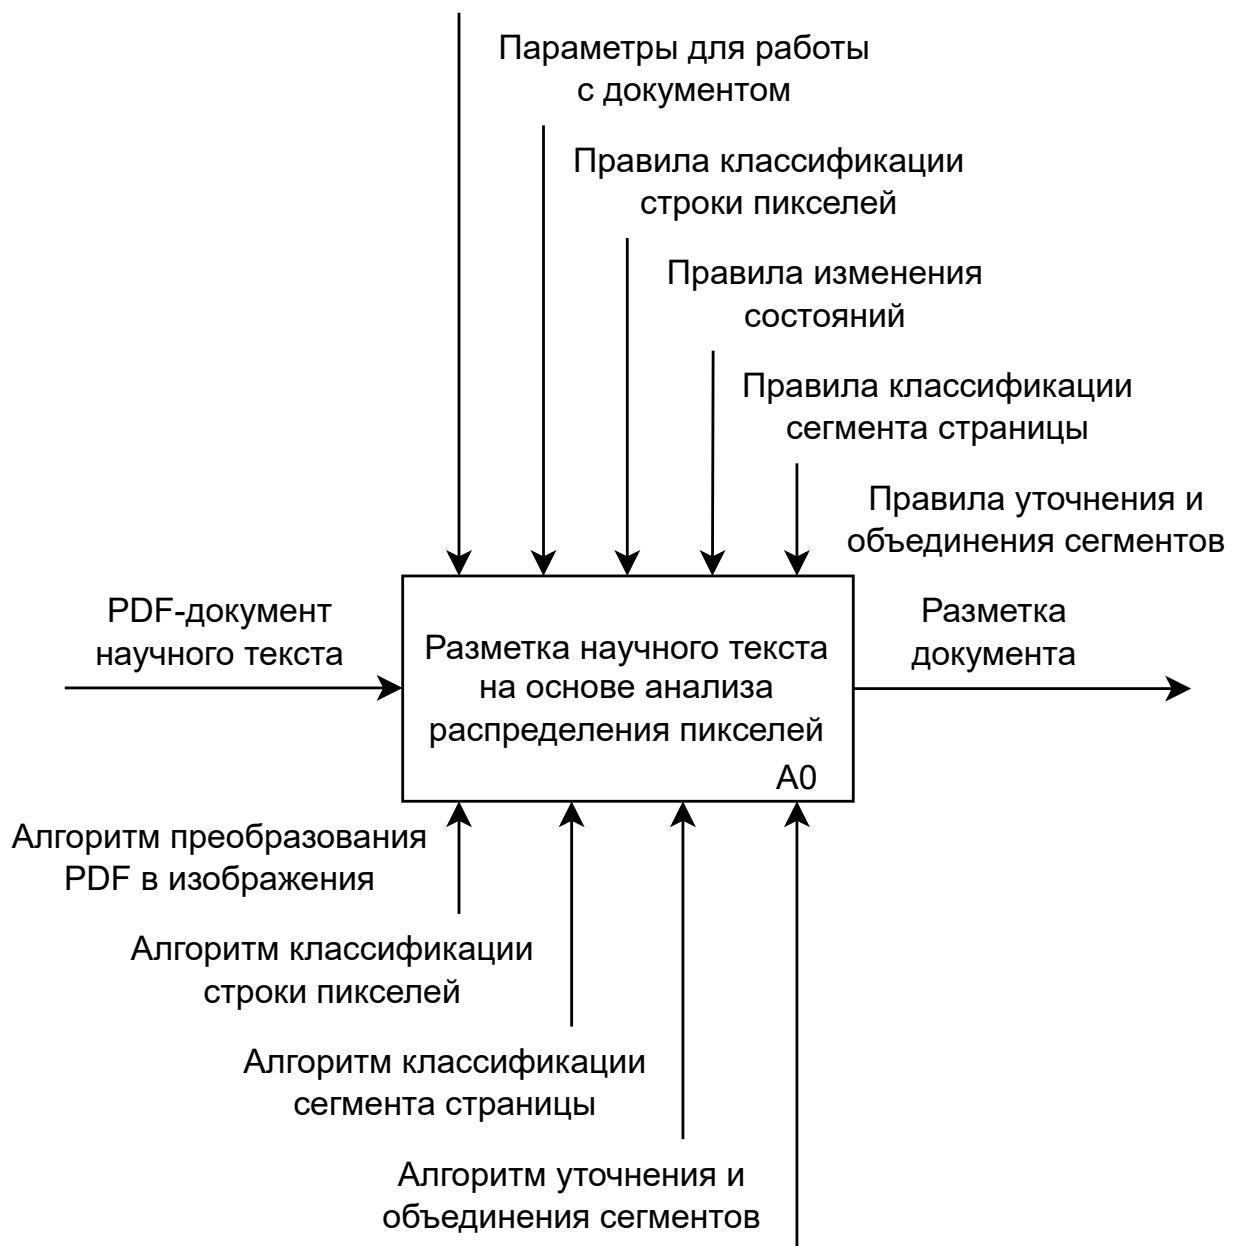 Параметры для работы
с документом
Правила классификации
строки пикселей
Правила изменения
состояний
Правила классификации
сегмента страницы
Правила уточнения и
объединения сегментов
PDF-документ
научного текста
Разметка научного текста
на основе анализа
распределения пикселей
A0
Разметка
документа
Алгоритм преобразования
PDF в изображения
Алгоритм классификации
строки пикселей
Алгоритм классификации
сегмента страницы
Алгоритм уточнения и
объединения сегментов